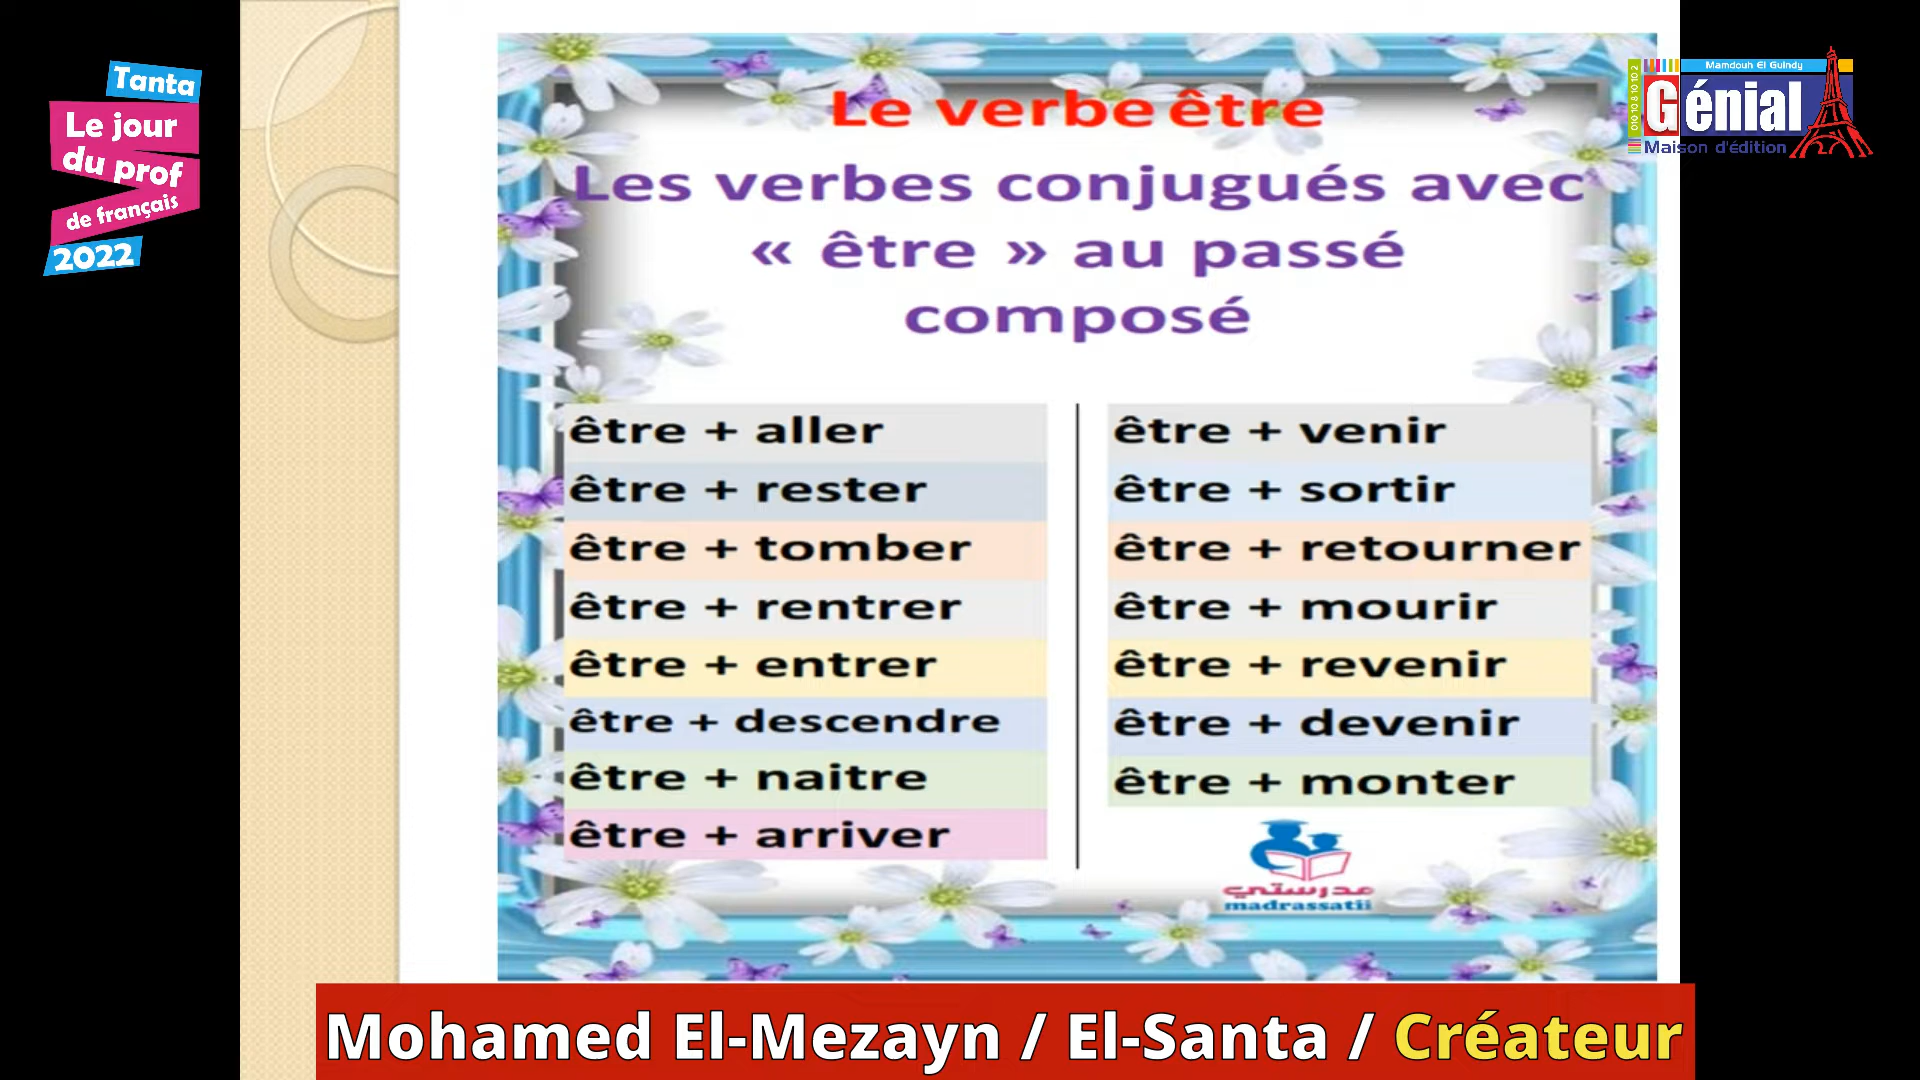 Tanta
Le jour
du prof
de français
2022
Mamdouh El Guindy
Génial
Maison d'édition
Le verbe être
Les verbes conjugués avec
« être » au passé
composé
être + aller
être + rester
être + tomber
être + rentrer
être + entrer
être + descendre
être + naitre
être + arriver
être + venir
être + sortir
être + retourner
être + mourir
être + revenir
être + devenir
être + monter
مدرستي
madrassatii
Mohamed El-Mezayn / El-Santa / Créateur